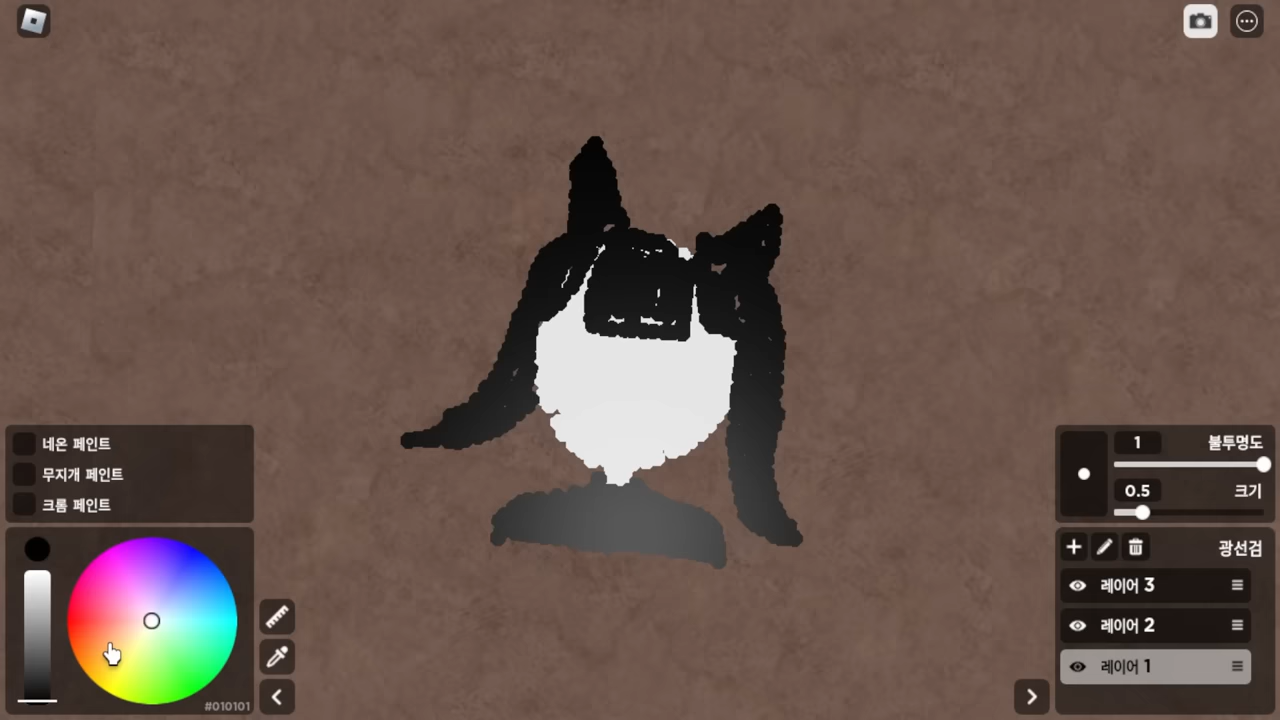 네온 페인트
무지개 페인트
크롬 페인트
#010101
1
불투명도
0.5
크기
광선검
레이어 3
레이어 2
레이어 1